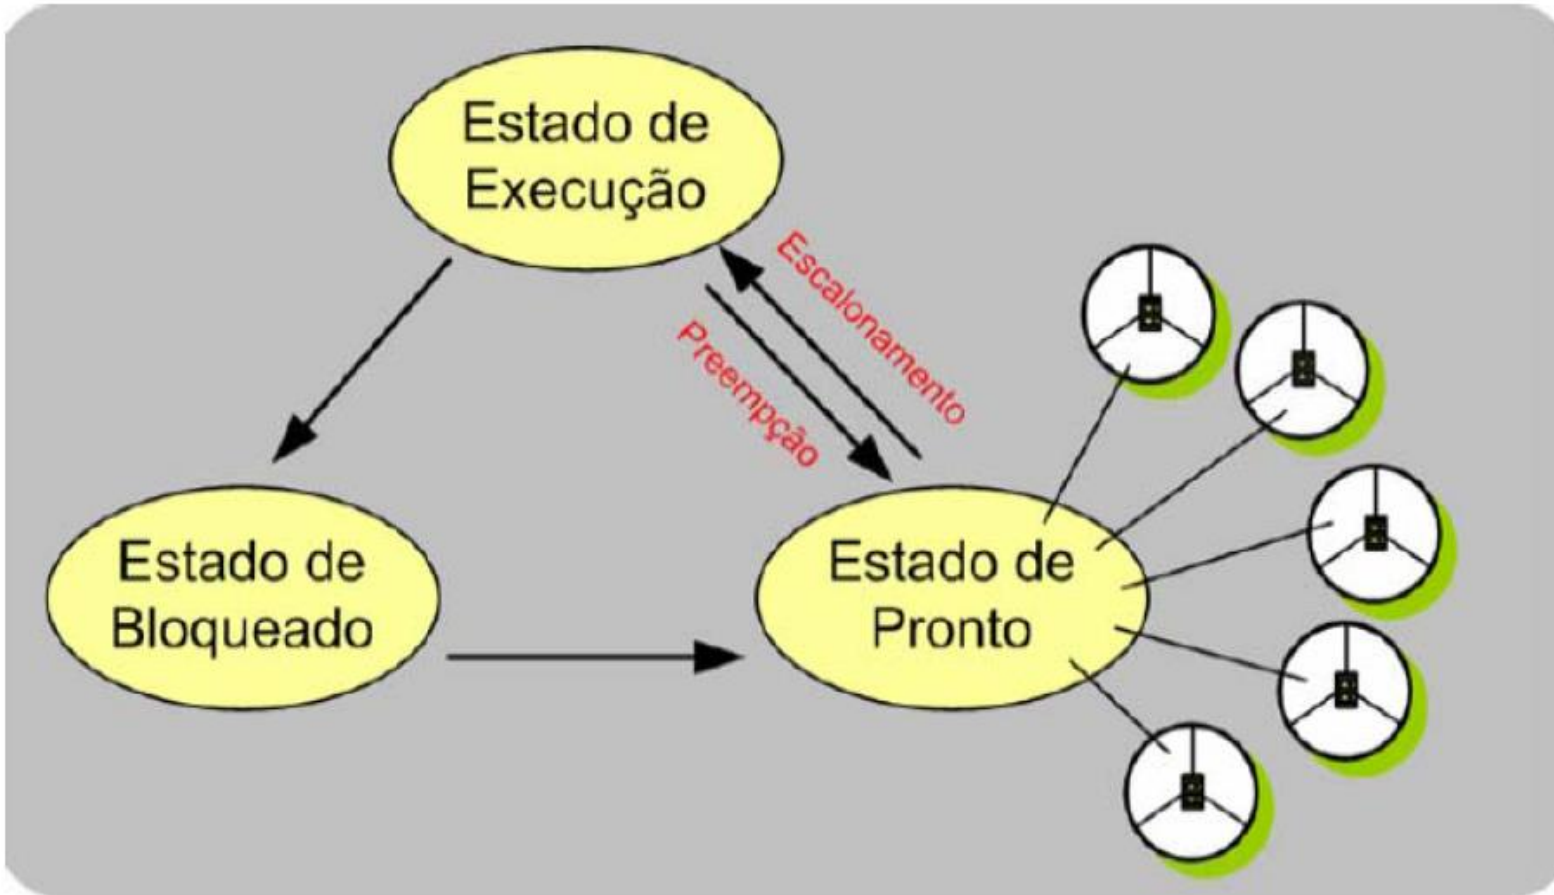 Estado de
Execução
Escalonamento
Preempção
Estado de
Bloqueado
Estado de
Pronto